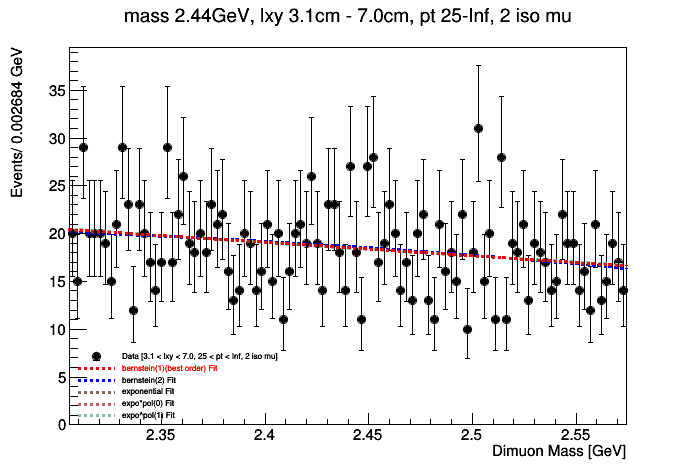 mass 2.44GeV, lxy 3.1cm - 7.0cm, pt 25-Inf, 2 iso mu
Events/ 0.002684 GeV
35
30
25
20
15
10
5
0
Data [3.1 < lxy < 7.0, 25 < pt < Inf, 2 iso mu]
bernstein(1)(best order) Fit
bernstein(2) Fit
exponential Fit
expo*pol(0) Fit
expo*pol(1) Fit
2.35
2.4
2.45
2.5
2.55
Dimuon Mass [GeV]